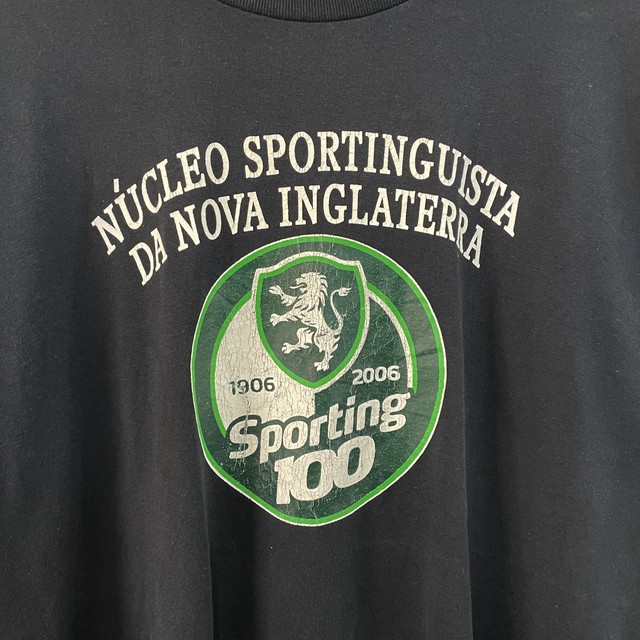 NÚCLEO SPORTINGUISTA
DA NOVA INGLATERRA
1906 2006
Sporting
100